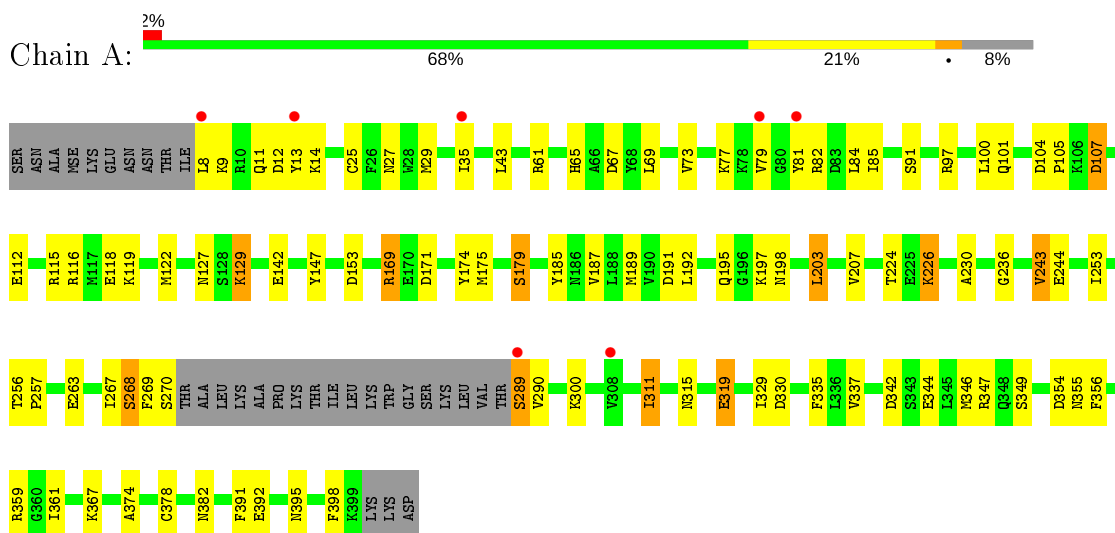 2%
Chain A:
68% 21% • 8%
SER ASN ALA MSE LYS GLU ASN ASN THR ILE L8 K9 R10 Q11 D12 Y13 K14 C25 F26 N27 W28 M29 I35 L43 R61 H65 A66 D67 Y68 L69 V73 K77 K78 V79 G80 Y81 R82 D83 L84 I85 S91 R97 L100 Q101 D104 P105 K106 D107
E112 R115 R116 M117 E118 K119 M122 N127 S128 K129 E142 Y147 D153 R169 E170 D171 Y174 M175 S179 Y185 N186 V187 L188 M189 V190 D191 L192 Q195 G196 K197 N198 L203 V207 T224 E225 K226 A230 G236 V243 E244 I253
T256 P257 E263 I267 S268 F269 S270 THR ALA LEU LYS ALA PRO LYS THR ILE LEU LYS TRP GLY SER LYS LEU VAL THR S289 V290 K300 V308 I311 N315 E319 I329 D330 F335 L336 V337 D342 S343 E344 L345 M346 R347 Q348 S349 D354 N355 F356
R359 G360 I361 K367 A374 C378 N382 F391 E392 N395 F398 K399 LYS LYS ASP